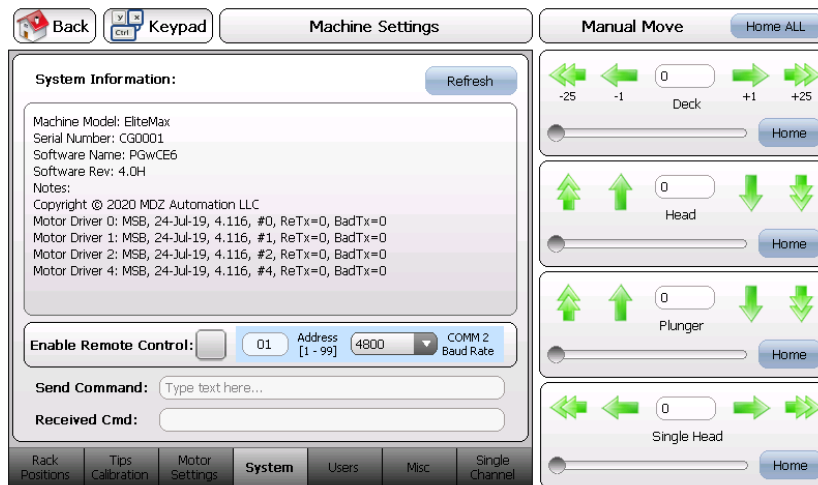 Back
y x
Ctrl
Keypad
Machine Settings
Manual Move
Home ALL
System Information:
Refresh
Machine Model: EliteMax
Serial Number: CG0001
Software Name: PGwCE6
Software Rev: 4.0H
Notes:
Copyright © 2020 MDZ Automation LLC
Motor Driver 0: MSB, 24-Jul-19, 4.116, #0, ReTx=0, BadTx=0
Motor Driver 1: MSB, 24-Jul-19, 4.116, #1, ReTx=0, BadTx=0
Motor Driver 2: MSB, 24-Jul-19, 4.116, #2, ReTx=0, BadTx=0
Motor Driver 4: MSB, 24-Jul-19, 4.116, #4, ReTx=0, BadTx=0
Enable Remote Control:
01
Address
[1 - 99]
4800
COMM 2
Baud Rate
Send Command:
Type text here...
Received Cmd:
Rack
Positions
Tips
Calibration
Motor
Settings
System
Users
Misc
Single
Channel
0
-25
-1
Deck
+1
+25
Home
0
Head
Home
0
Plunger
Home
0
Single Head
Home